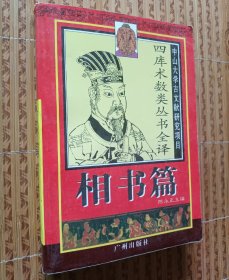 中山大学古文献研究项目
四库术数类丛书全译
相书篇
广州出版社